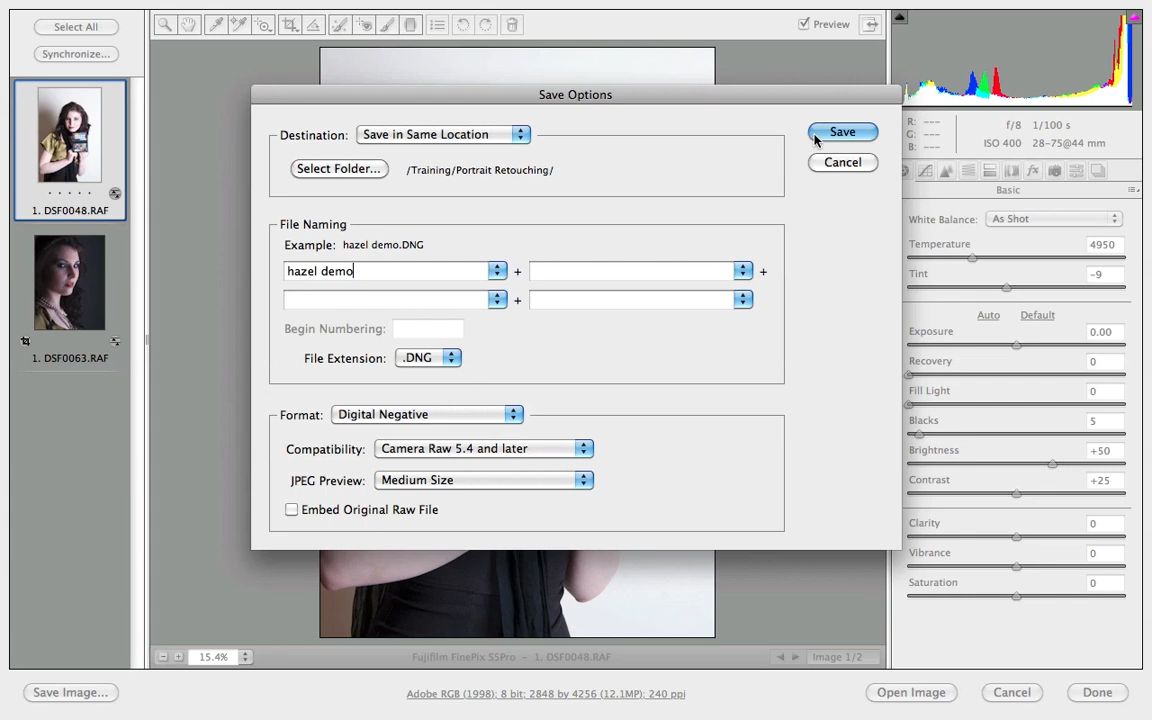 Select All
Synchronize...
1. DSF0048.RAF
1. DSF0063.RAF
Save Image...
Preview
Save Options
Destination: Save in Same Location
Select Folder... /Training/Portrait Retouching/
Save
Cancel
File Naming
Example: hazel demo.DNG
hazel demo + +
+
Begin Numbering:
File Extension: .DNG
Format: Digital Negative
Compatibility: Camera Raw 5.4 and later
JPEG Preview: Medium Size
Embed Original Raw File
15.4% Fujifilm FinePix S5Pro - 1. DSF0048.RAF Image 1/2
Adobe RGB (1998); 8 bit; 2848 by 4256 (12.1MP); 240 ppi
R: ---
G: ---
B: ---
f/8 1/100 s
ISO 400 28-75@44 mm
Basic
White Balance: As Shot
Temperature 4950
Tint -9
Auto Default
Exposure 0.00
Recovery 0
Fill Light 0
Blacks 5
Brightness +50
Contrast +25
Clarity 0
Vibrance 0
Saturation 0
Open Image Cancel Done